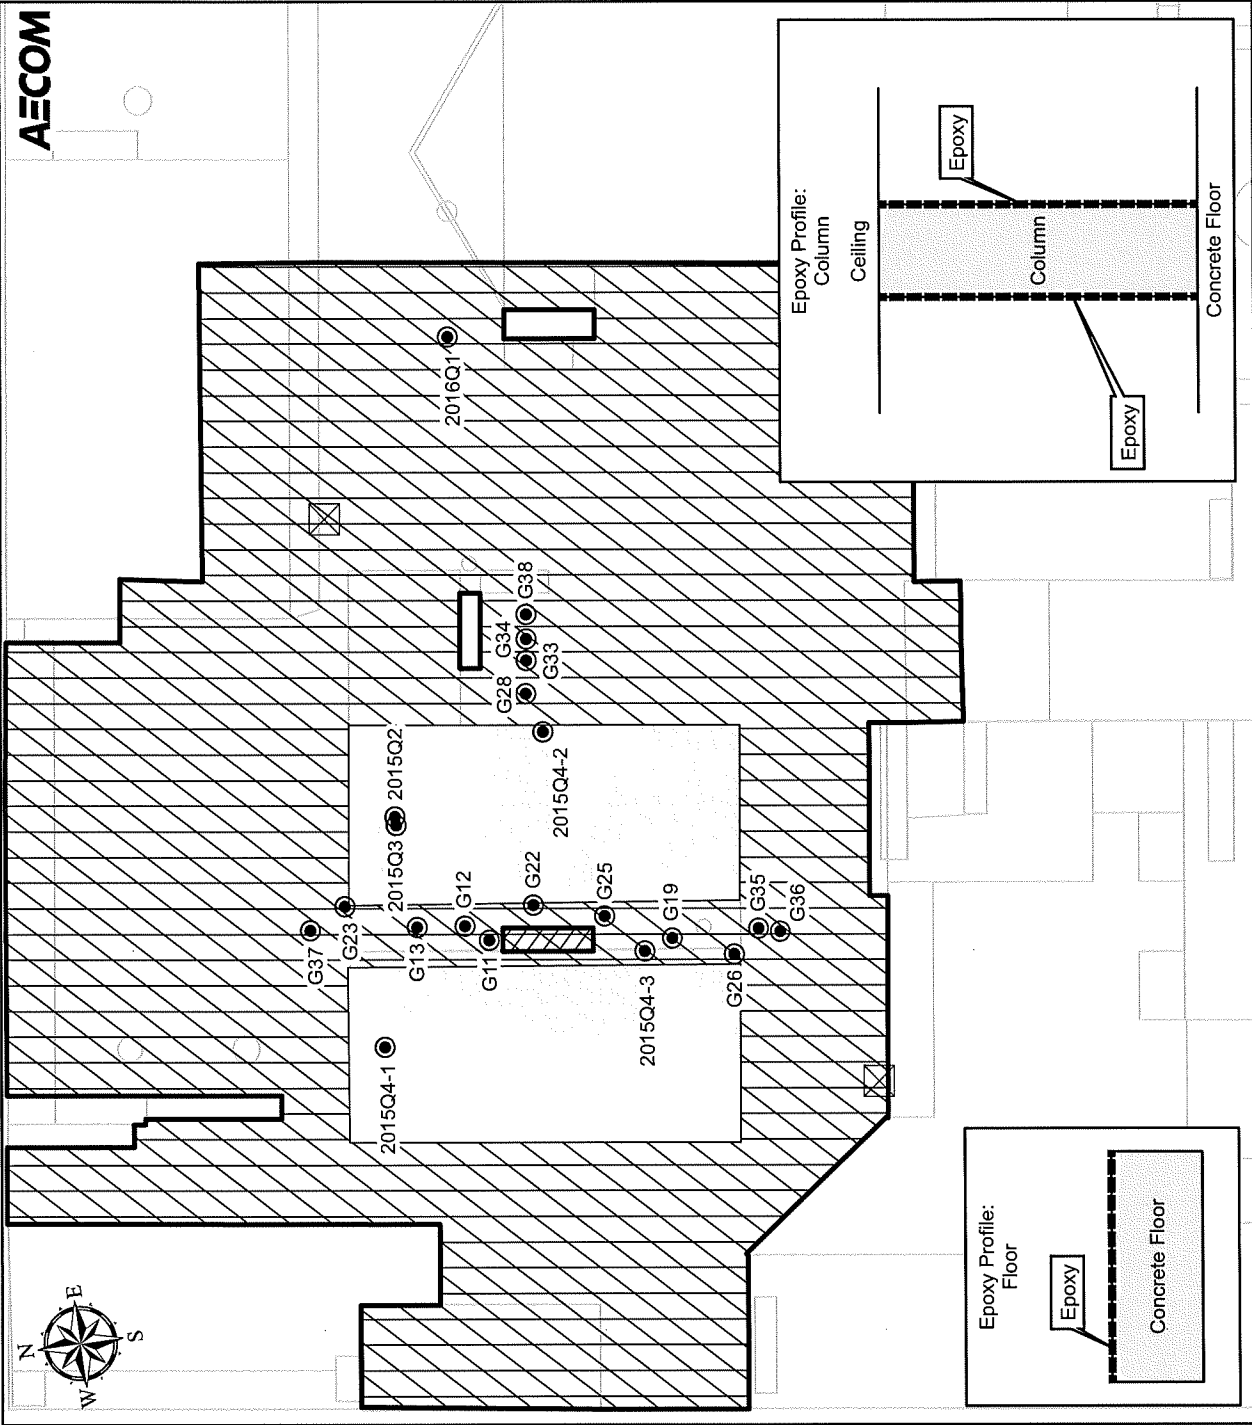 AECOM
N
E
S
W
2016Q1
G38
G34
G33
G28
2015Q2
2015Q4-2
2015Q3
G12
G22
G25
G23
G37
G13
G11
G19
G35
G36
G26
2015Q4-3
2015Q4-1
Epoxy Profile:
Column
Ceiling
Epoxy
Column
Epoxy
Concrete Floor
Epoxy Profile:
Floor
Epoxy
Concrete Floor